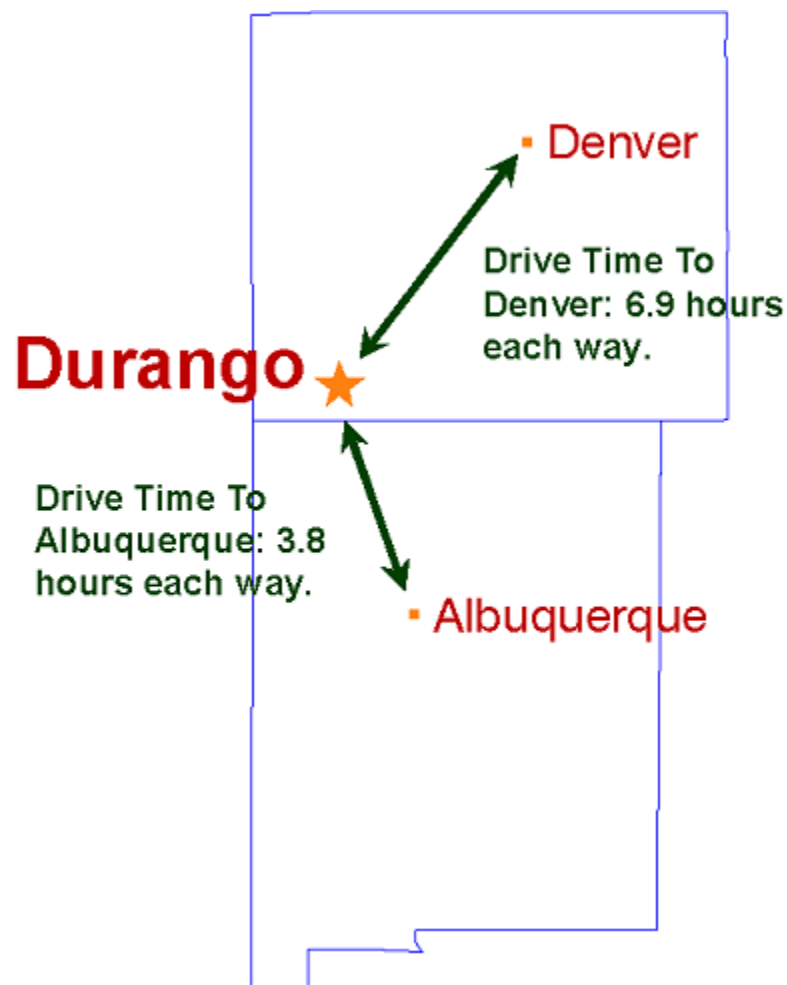 Denver
Drive Time To
Denver: 6.9 hours
each way.
Durango
Drive Time To
Albuquerque: 3.8
hours each way.
Albuquerque